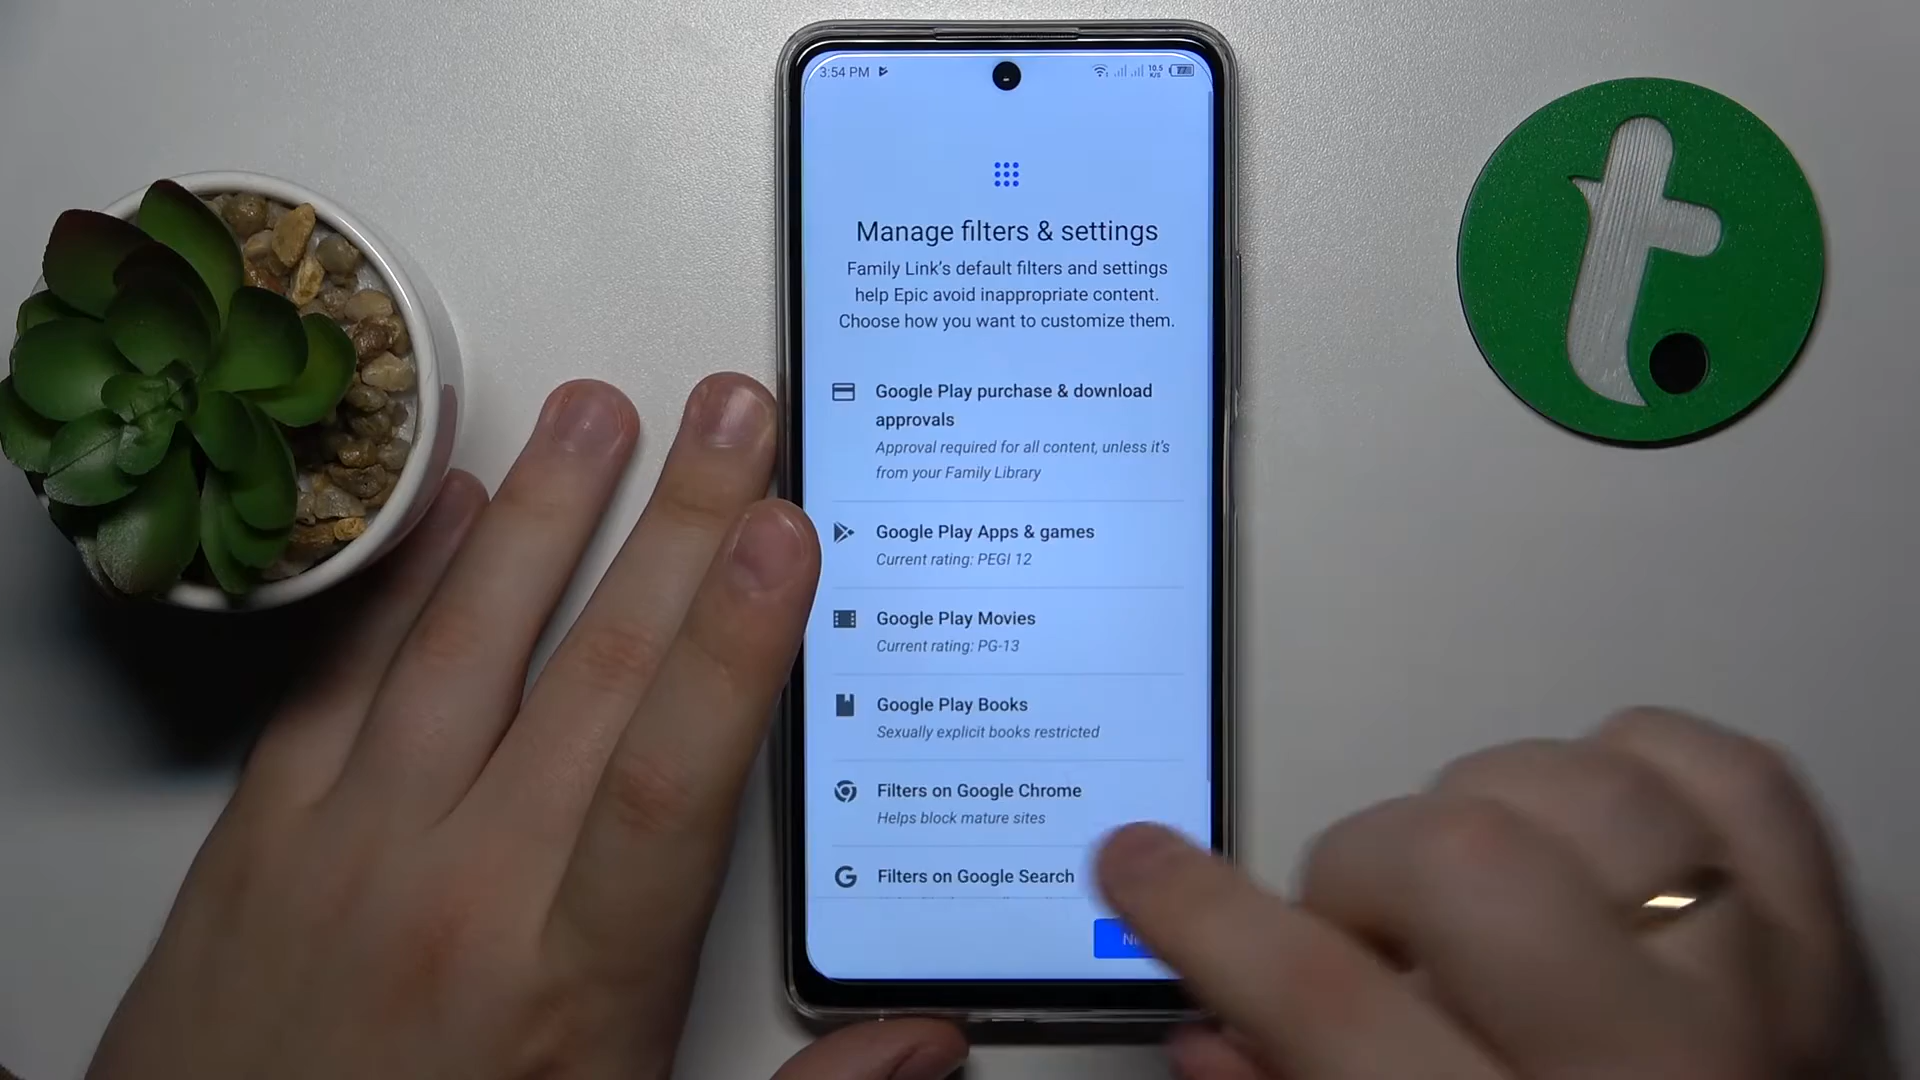 3:54 PM
10.5
K/S
77
Manage filters & settings
Family Link's default filters and settings
help Epic avoid inappropriate content.
Choose how you want to customize them.
Google Play purchase & download
approvals
Approval required for all content, unless it's
from your Family Library
Google Play Apps & games
Current rating: PEGI 12
Google Play Movies
Current rating: PG-13
Google Play Books
Sexually explicit books restricted
Filters on Google Chrome
Helps block mature sites
Filters on Google Search
t